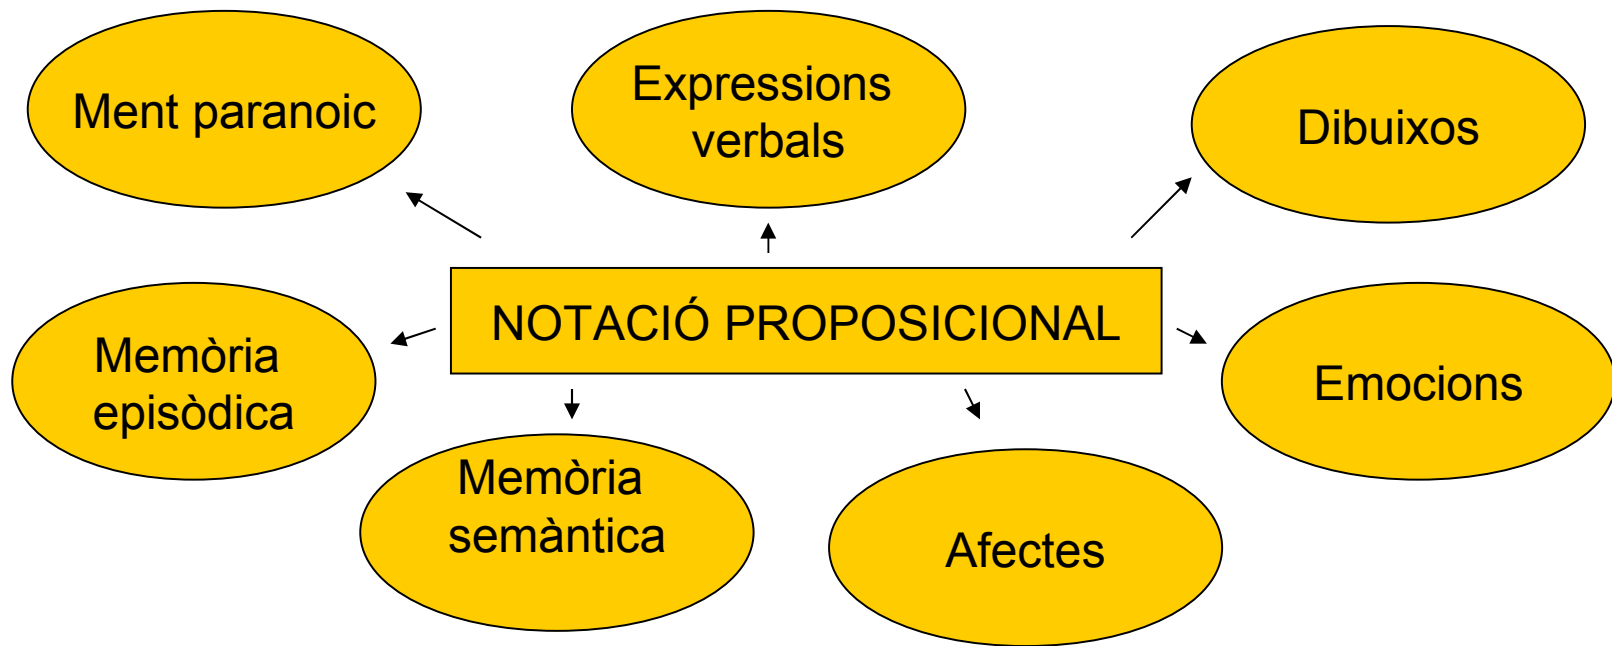 Ment paranoic
Expressions
verbals
Dibuixos
NOTACIÓ PROPOSICIONAL
Memòria
episòdica
Emocions
Memòria
semàntica
Afectes